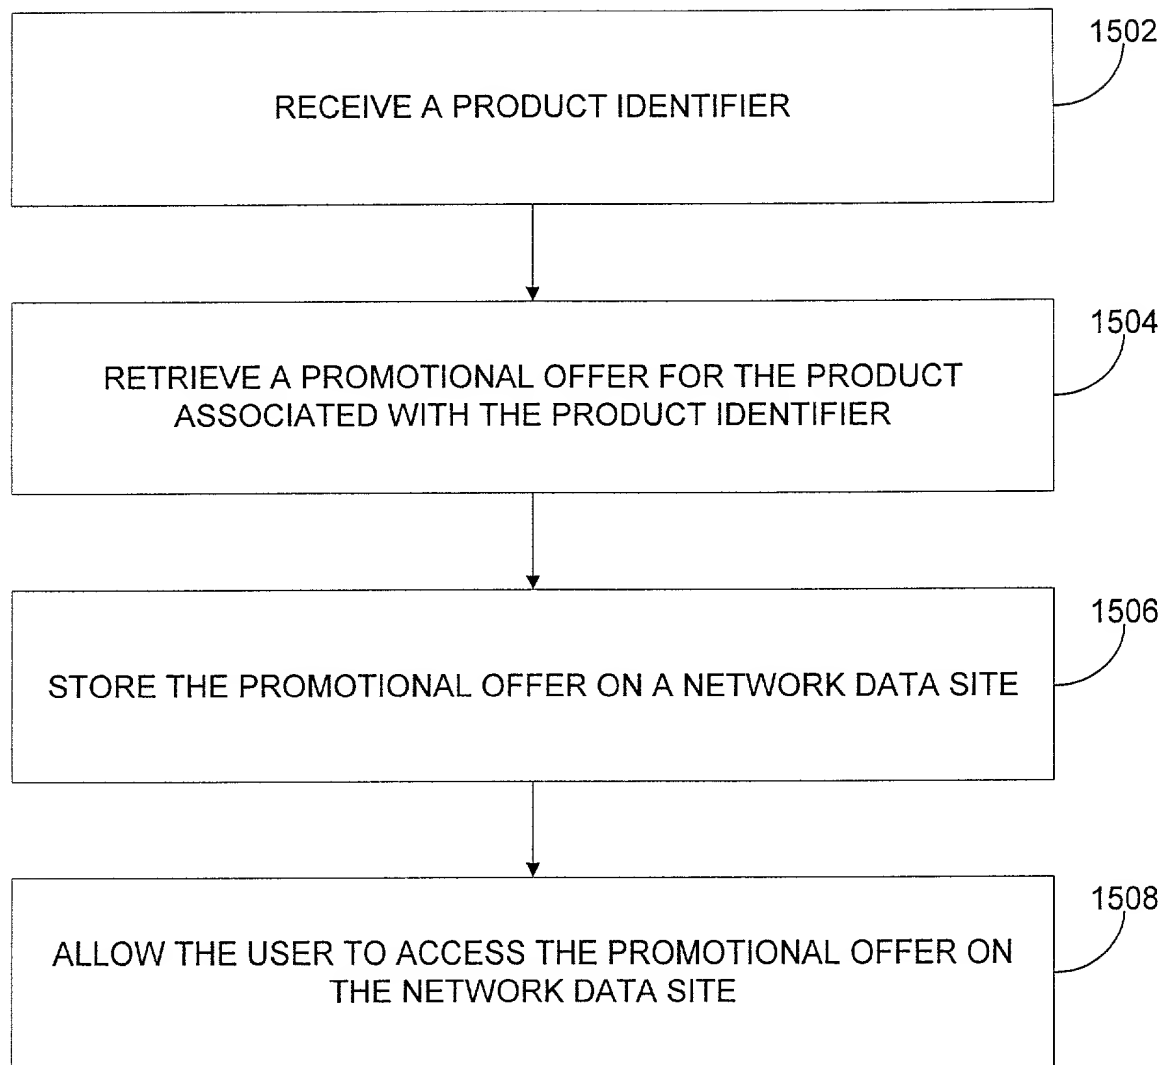 1502
RECEIVE A PRODUCT IDENTIFIER
1504
RETRIEVE A PROMOTIONAL OFFER FOR THE PRODUCT
ASSOCIATED WITH THE PRODUCT IDENTIFIER
1506
STORE THE PROMOTIONAL OFFER ON A NETWORK DATA SITE
1508
ALLOW THE USER TO ACCESS THE PROMOTIONAL OFFER ON
THE NETWORK DATA SITE